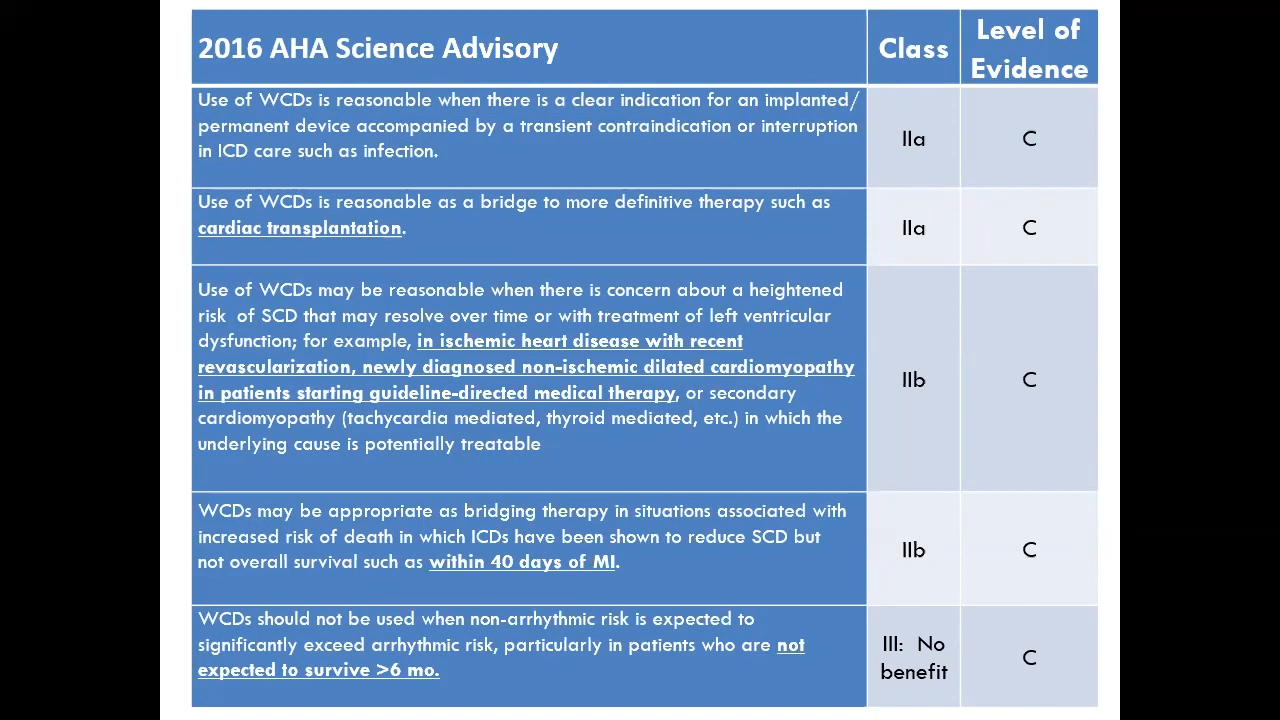 2016 AHA Science Advisory
Class
Level of
Evidence
Use of WCDs is reasonable when there is a clear indication for an implanted/
permanent device accompanied by a transient contraindication or interruption
in ICD care such as infection.
IIa
C
Use of WCDs is reasonable as a bridge to more definitive therapy such as
cardiac transplantation.
IIa
C
Use of WCDs may be reasonable when there is concern about a heightened
risk of SCD that may resolve over time or with treatment of left ventricular
dysfunction; for example, in ischemic heart disease with recent
revascularization, newly diagnosed non-ischemic dilated cardiomyopathy
in patients starting guideline-directed medical therapy, or secondary
cardiomyopathy (tachycardia mediated, thyroid mediated, etc.) in which the
underlying cause is potentially treatable
IIb
C
WCDs may be appropriate as bridging therapy in situations associated with
increased risk of death in which ICDs have been shown to reduce SCD but
not overall survival such as within 40 days of MI.
IIb
C
WCDs should not be used when non-arrhythmic risk is expected to
significantly exceed arrhythmic risk, particularly in patients who are not
expected to survive >6 mo.
III: No
benefit
C